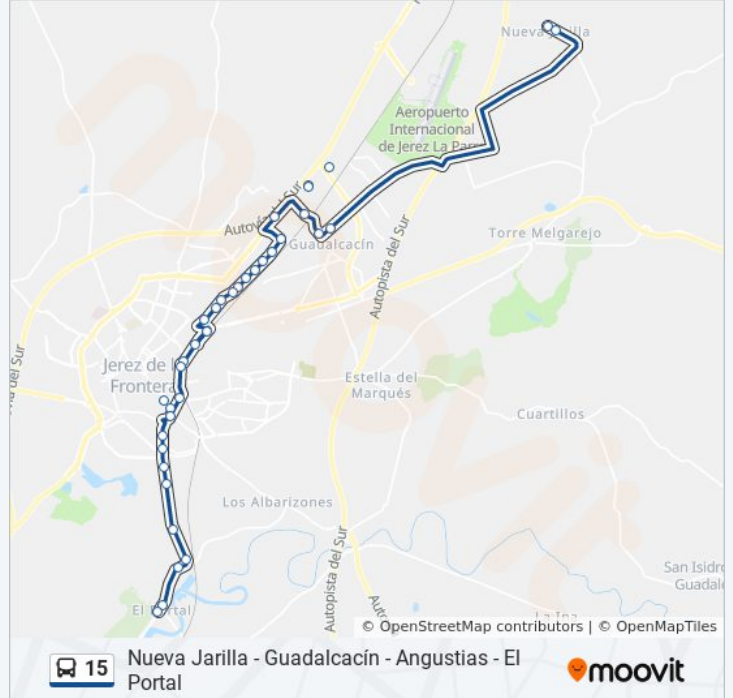 Nueva Jarilla
Aeropuerto
Internacional
de Jerez La Parra
Autovía del Sur
Guadalcacín
Autopista del Sur
Torre Melgarejo
Jerez de la
Frontera
Estella del
Marqués
Cuartillos
Los Albarizones
Autopista del Sur
San Isidro
Guadale
El Portal
La Ina
© OpenStreetMap contributors | © OpenMapTiles
15
Nueva Jarilla - Guadalcacín - Angustias - El
Portal
moovit